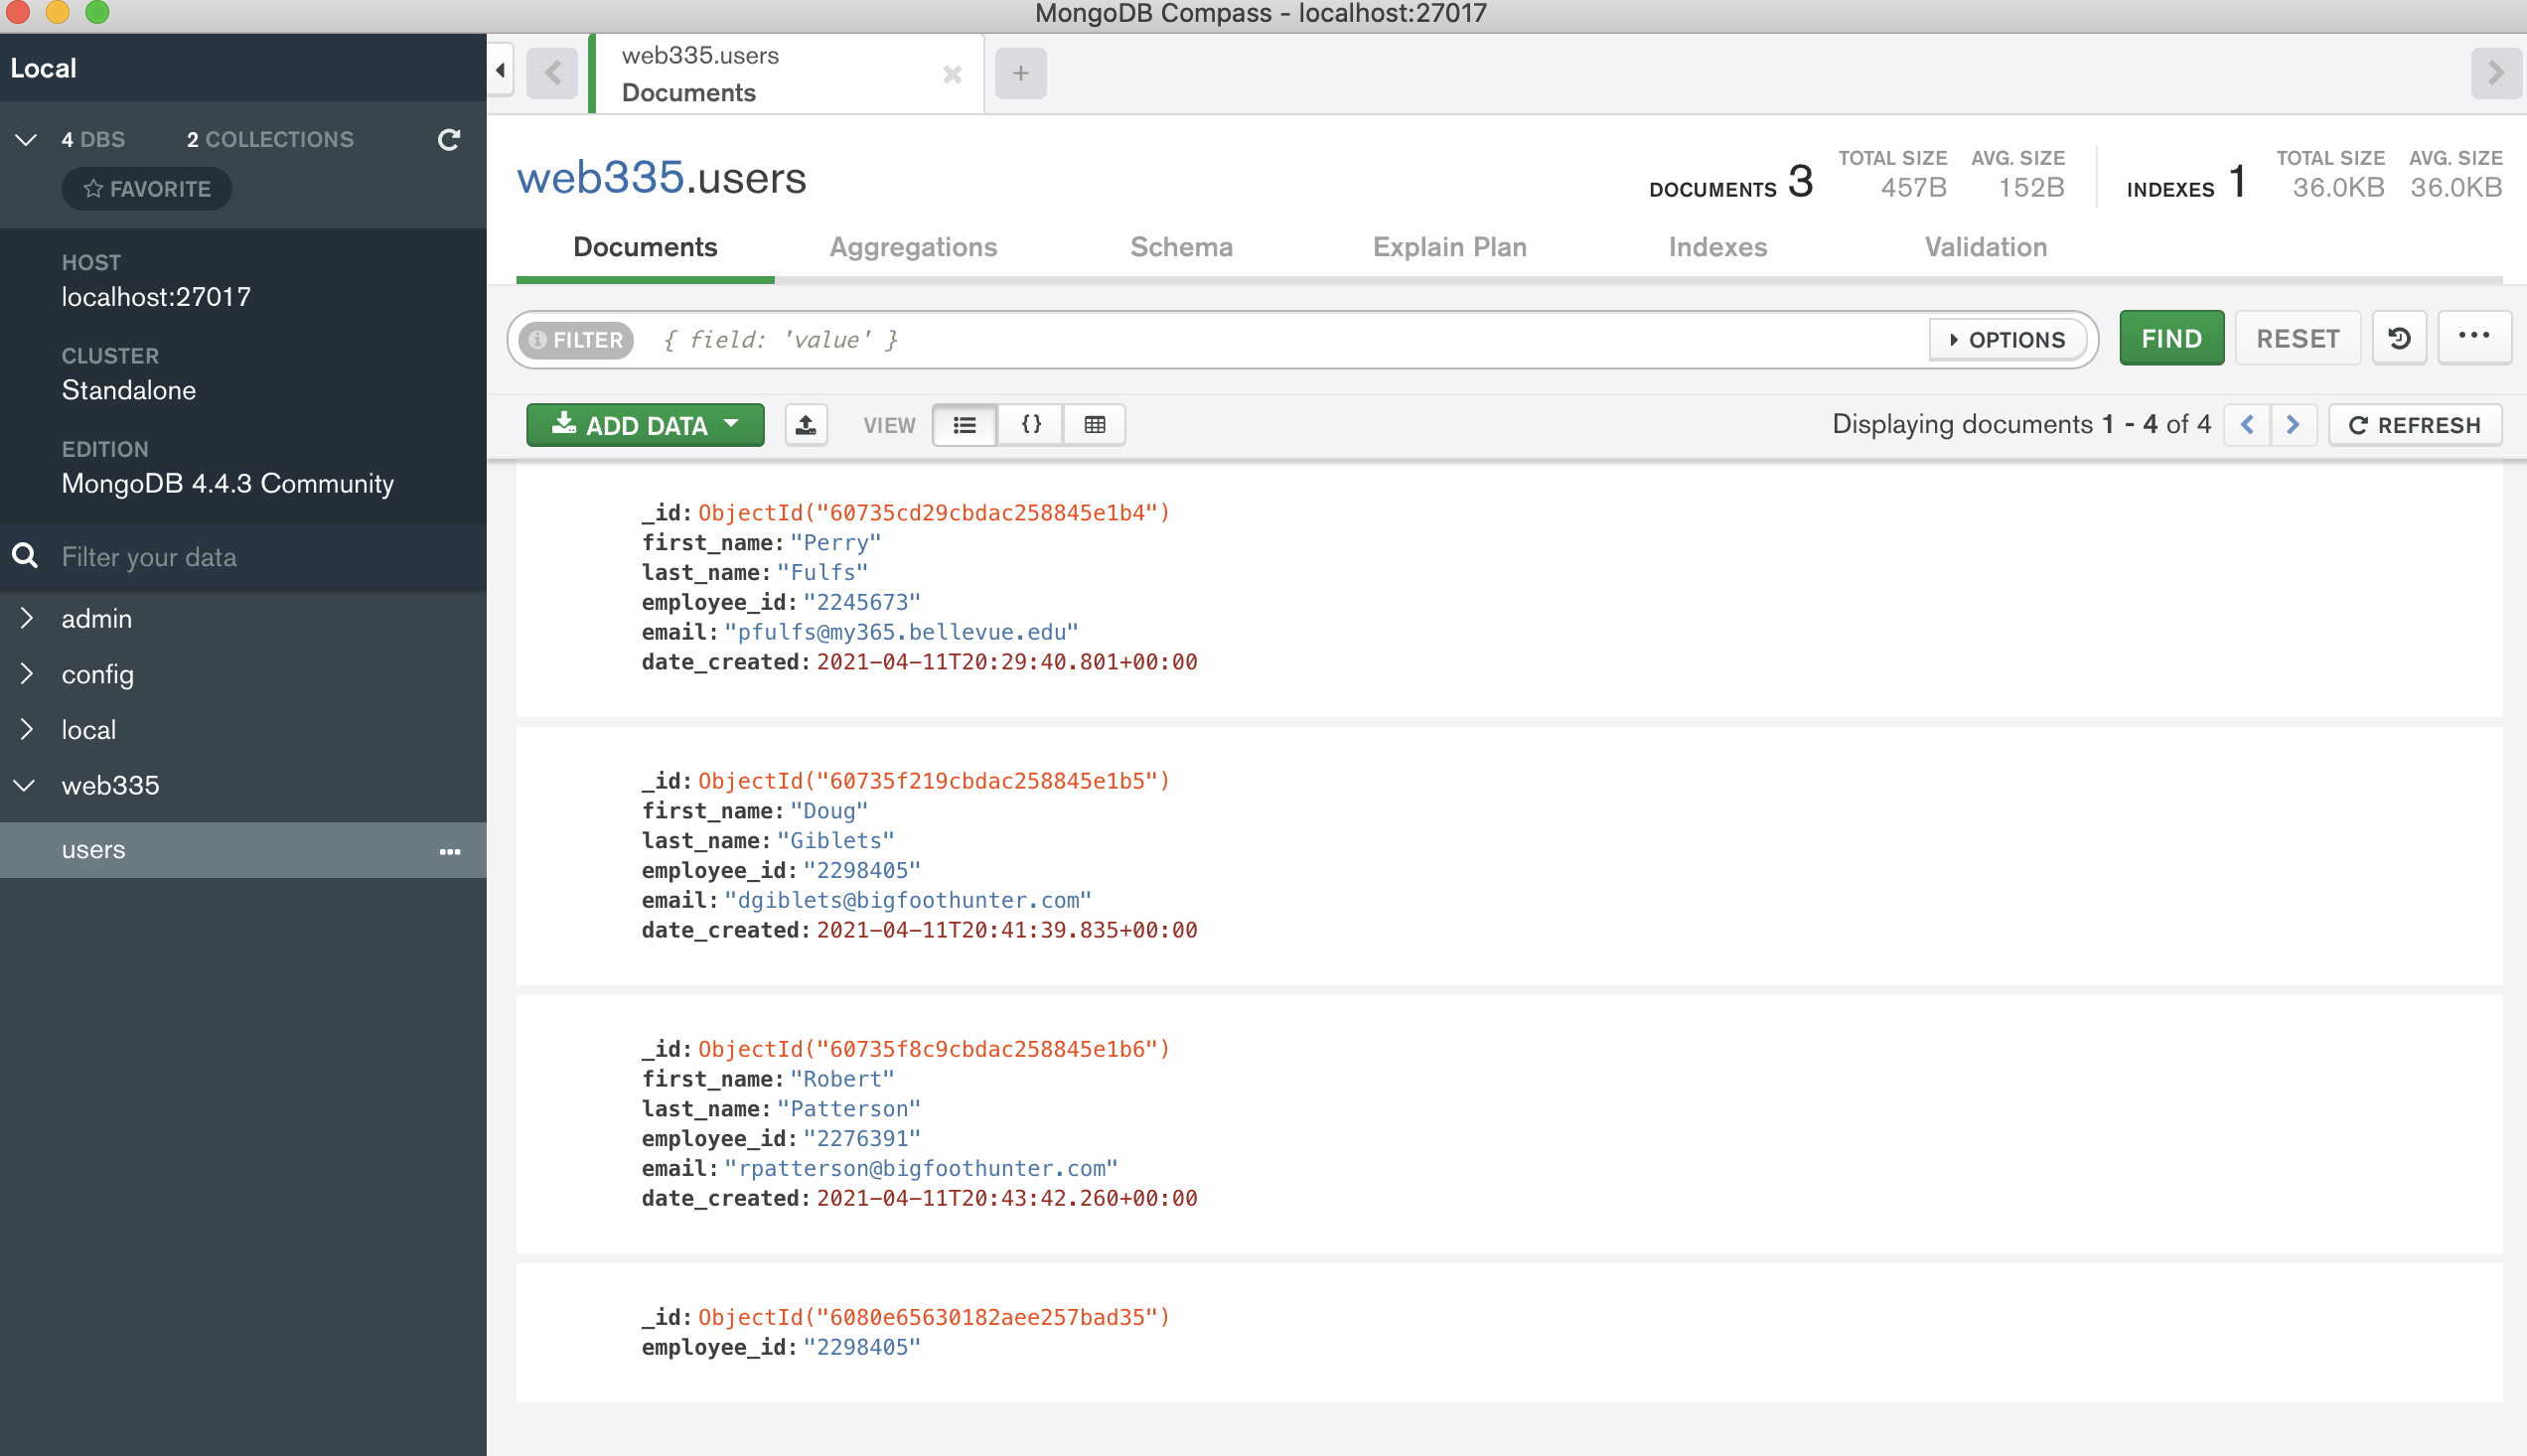 MongoDB Compass - localhost:27017
Local
4 DBS 2 COLLECTIONS
FAVORITE
HOST
localhost:27017
CLUSTER
Standalone
EDITION
MongoDB 4.4.3 Community
Filter your data
admin
config
local
web335
users
web335.users
Documents
web335.users
DOCUMENTS 3
TOTAL SIZE
457B
AVG. SIZE
152B
INDEXES 1
TOTAL SIZE
36.0KB
AVG. SIZE
36.0KB
Documents Aggregations Schema Explain Plan Indexes Validation
FILTER { field: 'value' } OPTIONS FIND RESET
ADD DATA VIEW Displaying documents 1 - 4 of 4 REFRESH
_id: ObjectId("60735cd29cbdac258845e1b4")
first_name: "Perry"
last_name: "Fulfs"
employee_id: "2245673"
email: "pfulfs@my365.bellevue.edu"
date_created: 2021-04-11T20:29:40.801+00:00
_id: ObjectId("60735f219cbdac258845e1b5")
first_name: "Doug"
last_name: "Giblets"
employee_id: "2298405"
email: "dgiblets@bigfoothunter.com"
date_created: 2021-04-11T20:41:39.835+00:00
_id: ObjectId("60735f8c9cbdac258845e1b6")
first_name: "Robert"
last_name: "Patterson"
employee_id: "2276391"
email: "rpatterson@bigfoothunter.com"
date_created: 2021-04-11T20:43:42.260+00:00
_id: ObjectId("6080e65630182aee257bad35")
employee_id: "2298405"